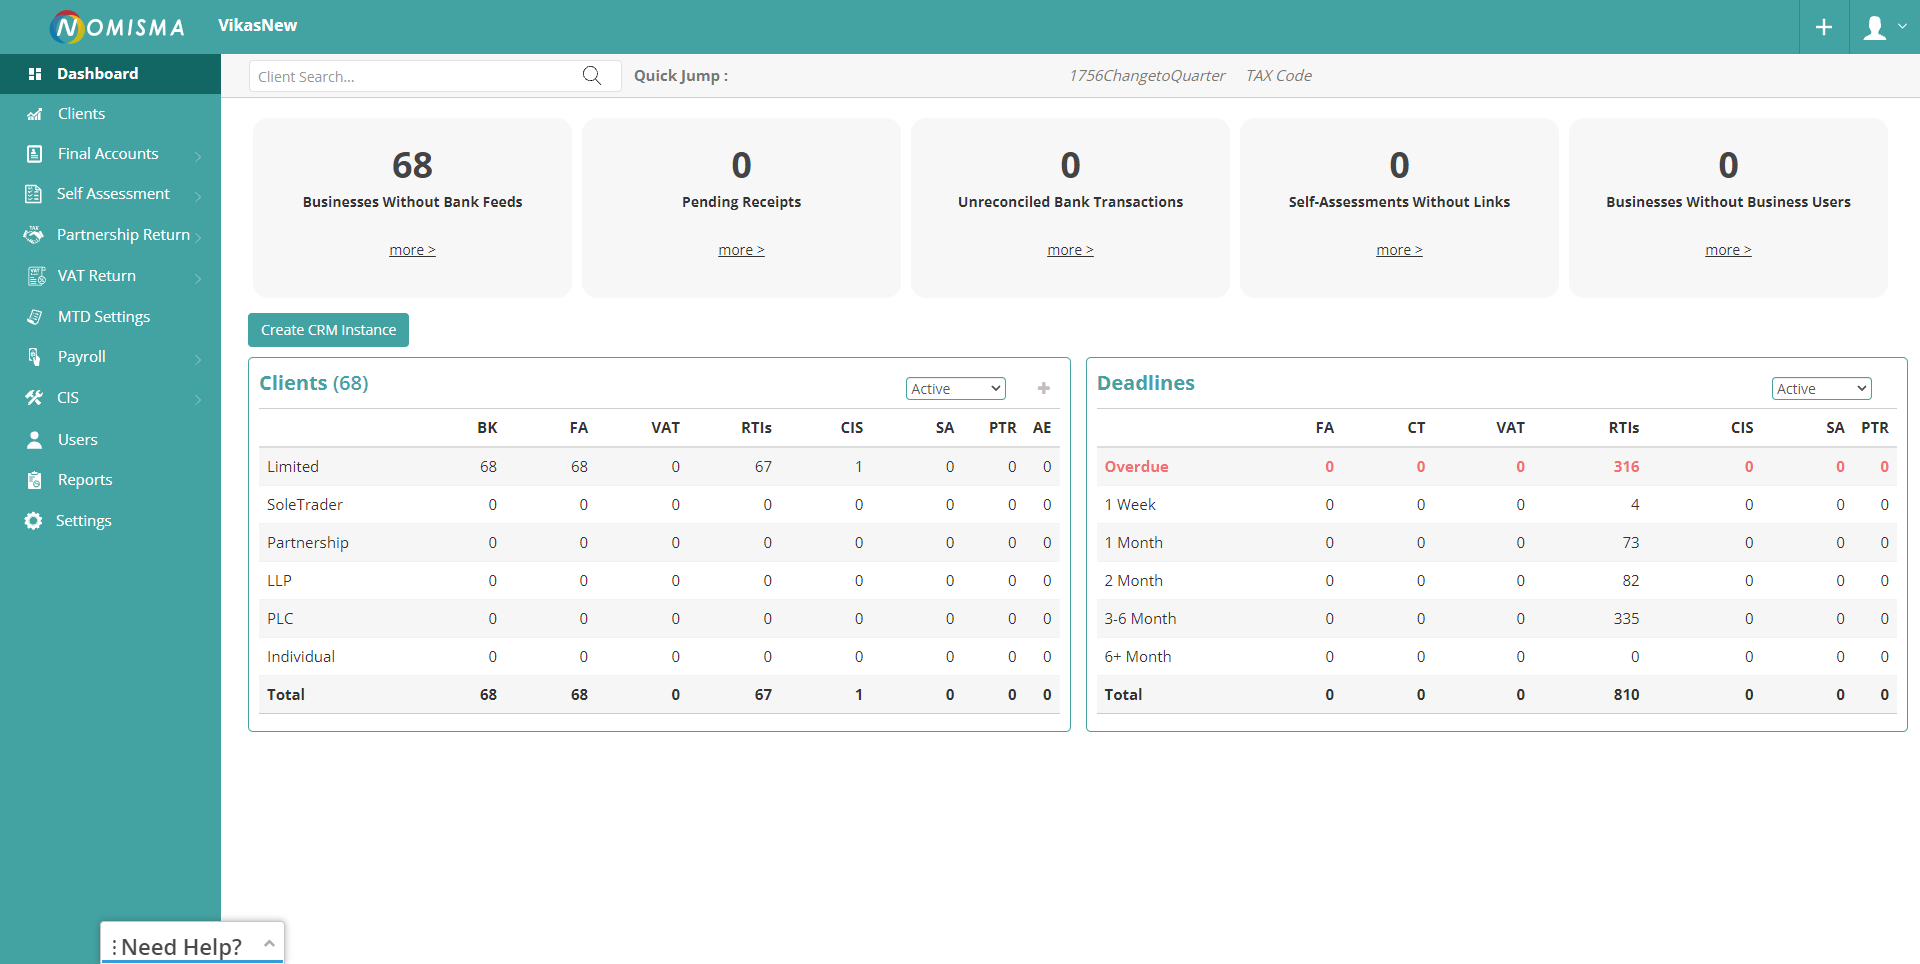 NOMISMA VikasNew
Dashboard
Clients
Final Accounts
Self Assessment
Partnership Return
VAT Return
MTD Settings
Payroll
CIS
Users
Reports
Settings
Client Search... Quick Jump : 1756ChangetoQuarter TAX Code
68
Businesses Without Bank Feeds
more >
0
Pending Receipts
more >
0
Unreconciled Bank Transactions
more >
0
Self-Assessments Without Links
more >
0
Businesses Without Business Users
more >
Create CRM Instance
Clients (68) Active
BK FA VAT RTIs CIS SA PTR AE
Limited 68 68 0 67 1 0 0 0
SoleTrader 0 0 0 0 0 0 0 0
Partnership 0 0 0 0 0 0 0 0
LLP 0 0 0 0 0 0 0 0
PLC 0 0 0 0 0 0 0 0
Individual 0 0 0 0 0 0 0 0
Total 68 68 0 67 1 0 0 0
Deadlines Active
FA CT VAT RTIs CIS SA PTR
Overdue 0 0 0 316 0 0 0
1 Week 0 0 0 4 0 0 0
1 Month 0 0 0 73 0 0 0
2 Month 0 0 0 82 0 0 0
3-6 Month 0 0 0 335 0 0 0
6+ Month 0 0 0 0 0 0 0
Total 0 0 0 810 0 0 0
Need Help?